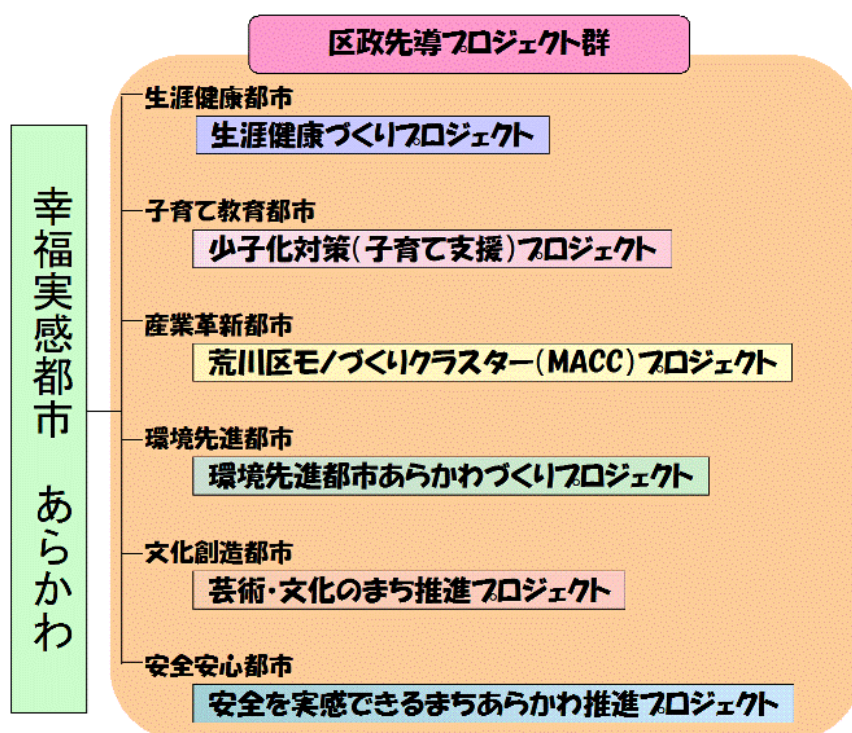 区政先導プロジェクト群
幸福実感都市 あらかわ
生涯健康都市
生涯健康づくりプロジェクト
子育て教育都市
少子化対策(子育て支援)プロジェクト
産業革新都市
荒川区モノづくりクラスター(MACC)プロジェクト
環境先進都市
環境先進都市あらかわづくりプロジェクト
文化創造都市
芸術・文化のまち推進プロジェクト
安全安心都市
安全を実感できるまちあらかわ推進プロジェクト